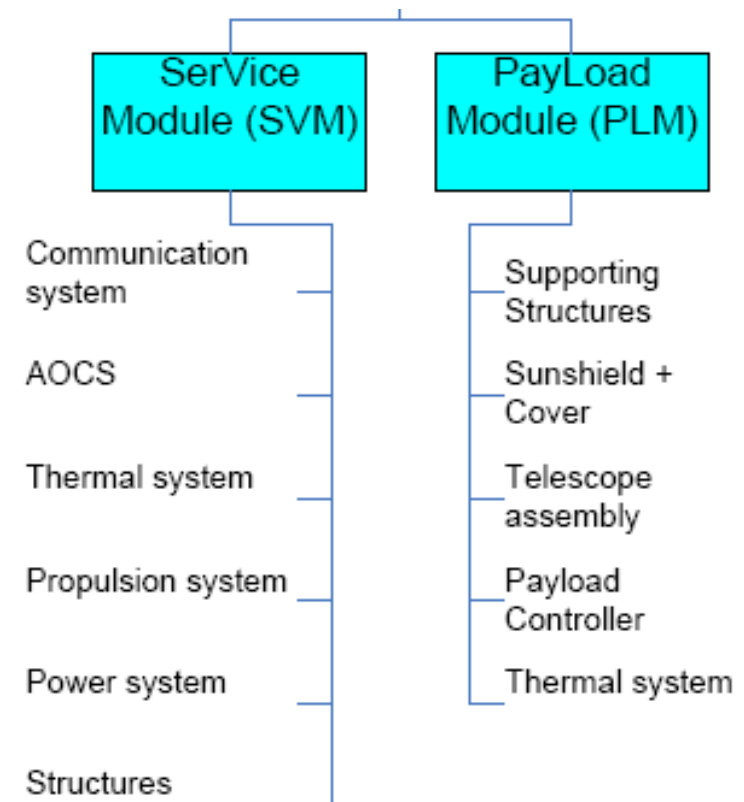 SerVice
Module (SVM)
PayLoad
Module (PLM)
Communication
system
AOCS
Thermal system
Propulsion system
Power system
Structures
Supporting
Structures
Sunshield +
Cover
Telescope
assembly
Payload
Controller
Thermal system